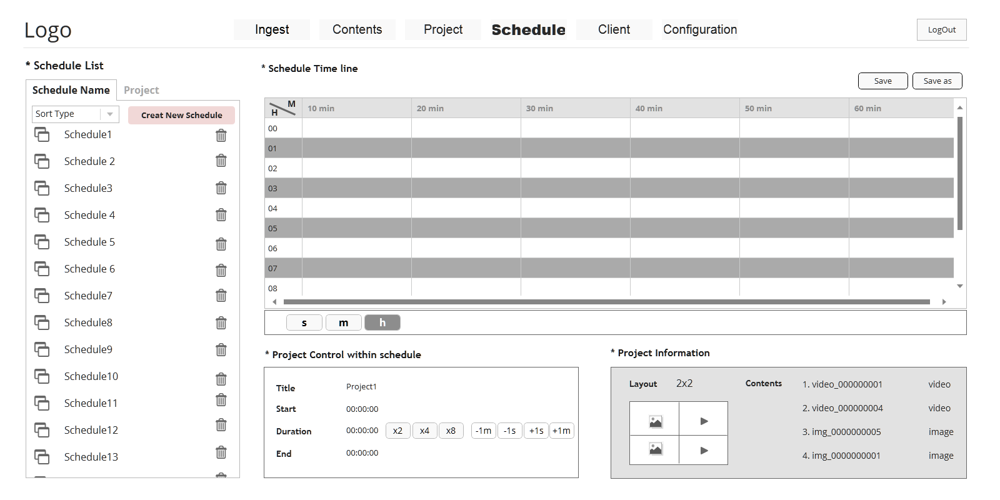 Logo
Ingest
Contents
Project
Schedule
Client
Configuration
LogOut
* Schedule List
Schedule Name
Project
Sort Type
Creat New Schedule
Schedule1
Schedule 2
Schedule3
Schedule 4
Schedule 5
Schedule 6
Schedule7
Schedule8
Schedule9
Schedule10
Schedule11
Schedule12
Schedule13
* Schedule Time line
Save
Save as
M
H
10 min
20 min
30 min
40 min
50 min
60 min
00
01
02
03
04
05
06
07
08
s
m
h
* Project Control within schedule
Title
Project1
Start
00:00:00
Duration
00:00:00
x2
x4
x8
-1m
-1s
+1s
+1m
End
00:00:00
* Project Information
Layout
2x2
Contents
1. video_000000001
video
2. video_000000004
video
3. img_0000000005
image
4. img_000000001
image